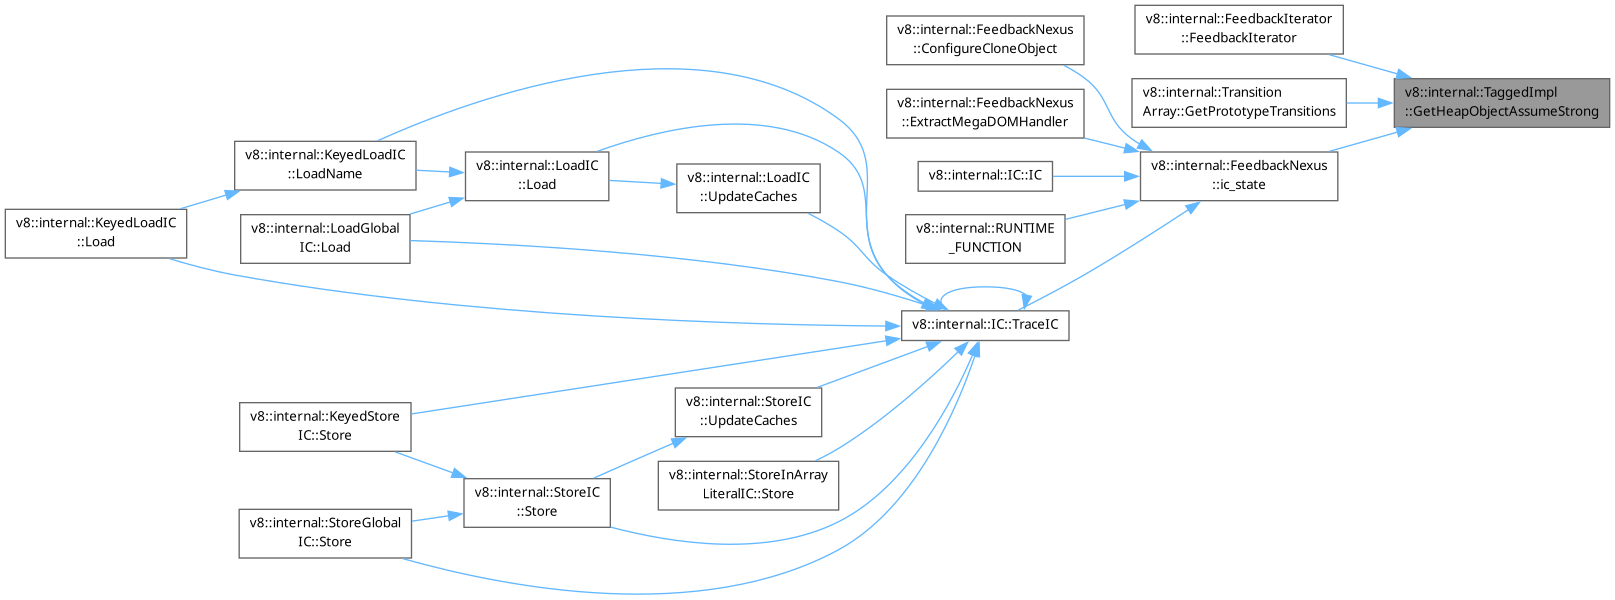 v8::internal::FeedbackIterator
::FeedbackIterator
v8::internal::FeedbackNexus
::ConfigureCloneObject
v8::internal::Transition
Array::GetPrototypeTransitions
v8::internal::TaggedImpl
::GetHeapObjectAssumeStrong
v8::internal::FeedbackNexus
::ExtractMegaDOMHandler
v8::internal::KeyedLoadIC
::LoadName
v8::internal::LoadIC
::Load
v8::internal::LoadIC
::UpdateCaches
v8::internal::IC::IC
v8::internal::FeedbackNexus
::ic_state
v8::internal::KeyedLoadIC
::Load
v8::internal::LoadGlobal
IC::Load
v8::internal::RUNTIME
_FUNCTION
v8::internal::IC::TraceIC
v8::internal::KeyedStore
IC::Store
v8::internal::StoreIC
::UpdateCaches
v8::internal::StoreInArray
LiteralIC::Store
v8::internal::StoreIC
::Store
v8::internal::StoreGlobal
IC::Store